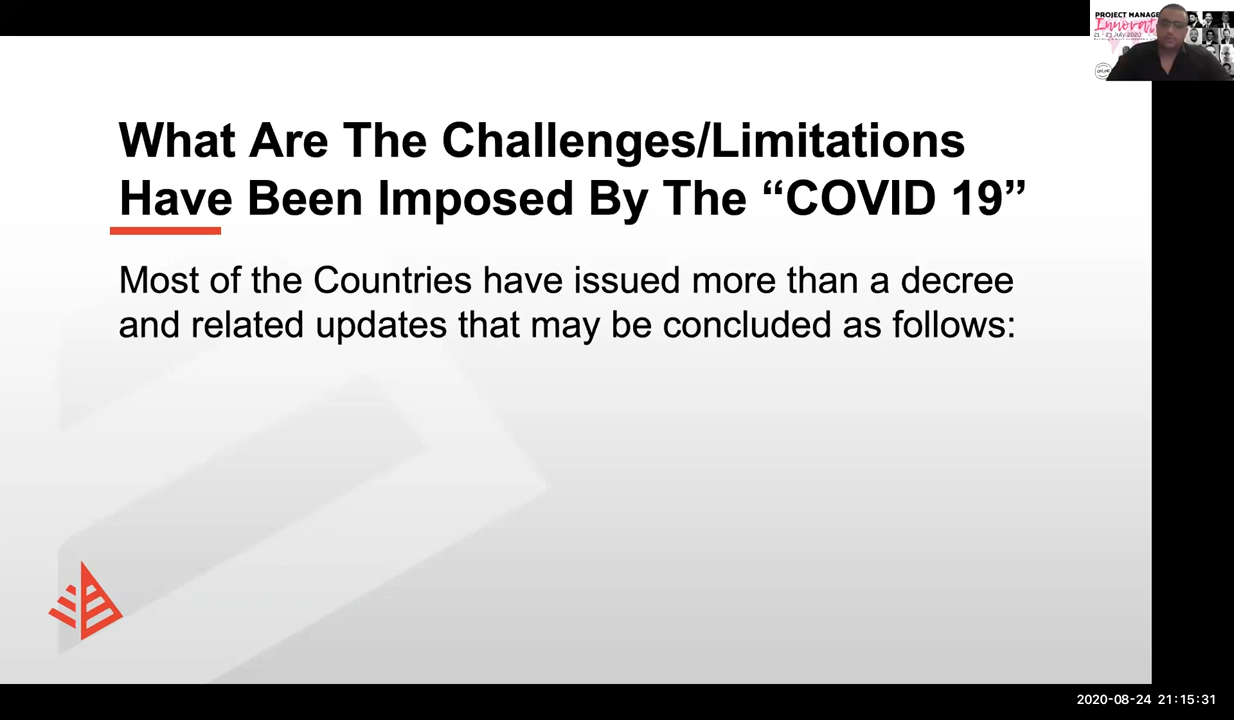 PROJECT MANAGE
Innovat
21 - 23 July 2020
What Are The Challenges/Limitations
Have Been Imposed By The “COVID 19”
Most of the Countries have issued more than a decree
and related updates that may be concluded as follows:
2020-08-24 21:15:31